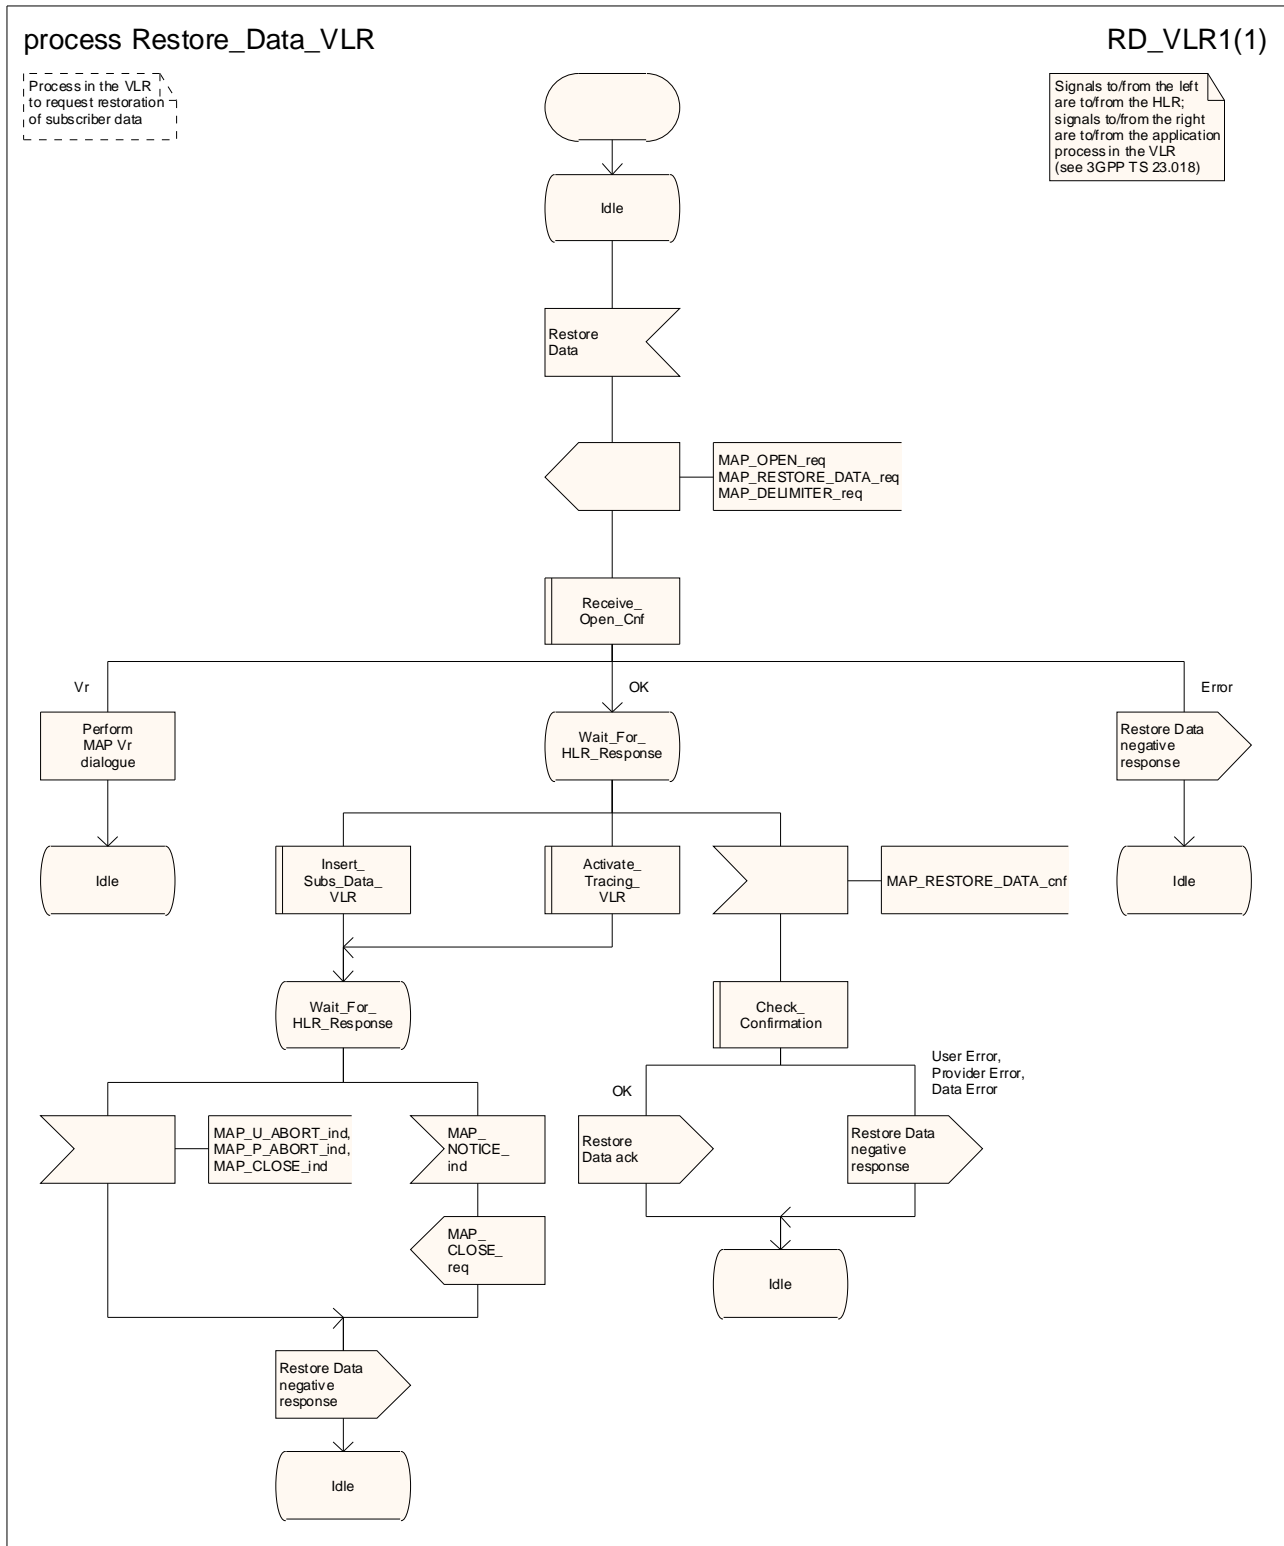 process Restore_Data_VLR
RD_VLR1(1)
Process in the VLR
to request restoration
of subscriber data
Signals to/from the left
are to/from the HLR;
signals to/from the right
are to/from the application
process in the VLR
(see 3GPP TS 23.018)
Idle
Restore
Data
MAP_OPEN_req
MAP_RESTORE_DATA_req
MAP_DELIMITER_req
Receive_
Open_Cnf
Vr
OK
Error
Perform
MAP Vr
dialogue
Wait_For_
HLR_Response
Restore Data
negative
response
Idle
Insert_
Subs_Data_
VLR
Activate_
Tracing_
VLR
MAP_RESTORE_DATA_cnf
Idle
Wait_For_
HLR_Response
Check_
Confirmation
OK
User Error,
Provider Error,
Data Error
MAP_U_ABORT_ind,
MAP_P_ABORT_ind,
MAP_CLOSE_ind
MAP_
NOTICE_
ind
Restore
Data ack
Restore Data
negative
response
MAP_
CLOSE_
req
Idle
Restore Data
negative
response
Idle